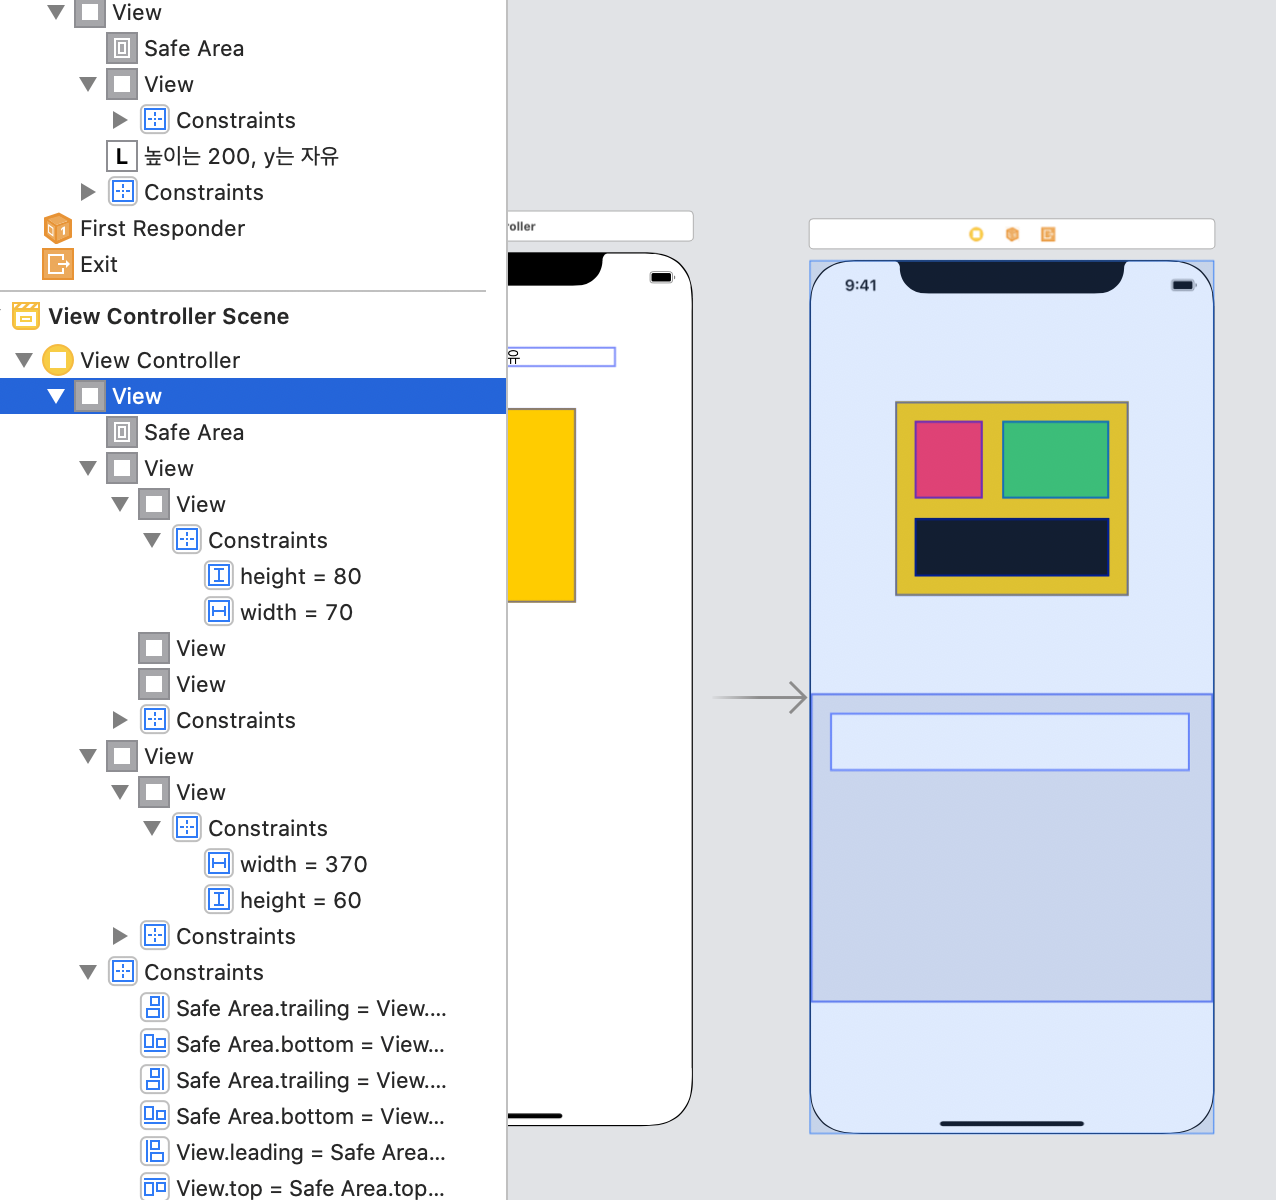 View
Safe Area
View
Constraints
L 높이는 200, y는 자유
Constraints
First Responder
Exit
View Controller Scene
View Controller
View
Safe Area
View
View
Constraints
height = 80
width = 70
View
View
Constraints
View
View
Constraints
width = 370
height = 60
Constraints
Constraints
Safe Area.trailing = View....
Safe Area.bottom = View...
Safe Area.trailing = View....
Safe Area.bottom = View...
View.leading = Safe Area...
View.top = Safe Area.top...
roller
유
9:41